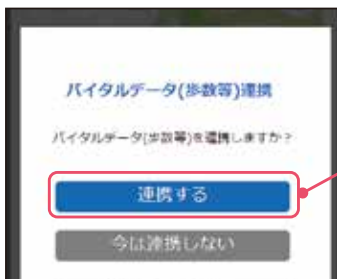 バイタルデータ(歩数等)連携
バイタルデータ(歩数等)を連携しますか？
連携する
今は連携しない